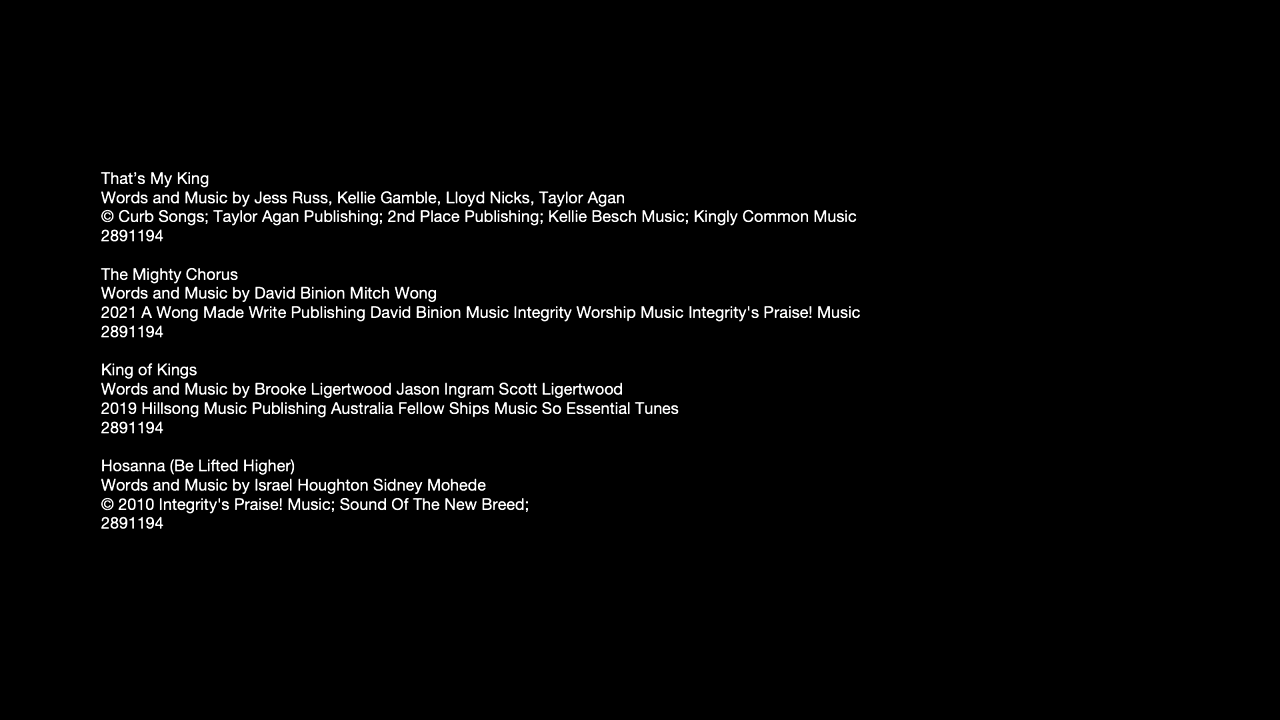 That’s My King
Words and Music by Jess Russ, Kellie Gamble, Lloyd Nicks, Taylor Agan
© Curb Songs; Taylor Agan Publishing; 2nd Place Publishing; Kellie Besch Music; Kingly Common Music
2891194
The Mighty Chorus
Words and Music by David Binion Mitch Wong
2021 A Wong Made Write Publishing David Binion Music Integrity Worship Music Integrity's Praise! Music
2891194
King of Kings
Words and Music by Brooke Ligertwood Jason Ingram Scott Ligertwood
2019 Hillsong Music Publishing Australia Fellow Ships Music So Essential Tunes
2891194
Hosanna (Be Lifted Higher)
Words and Music by Israel Houghton Sidney Mohede
© 2010 Integrity's Praise! Music; Sound Of The New Breed;
2891194